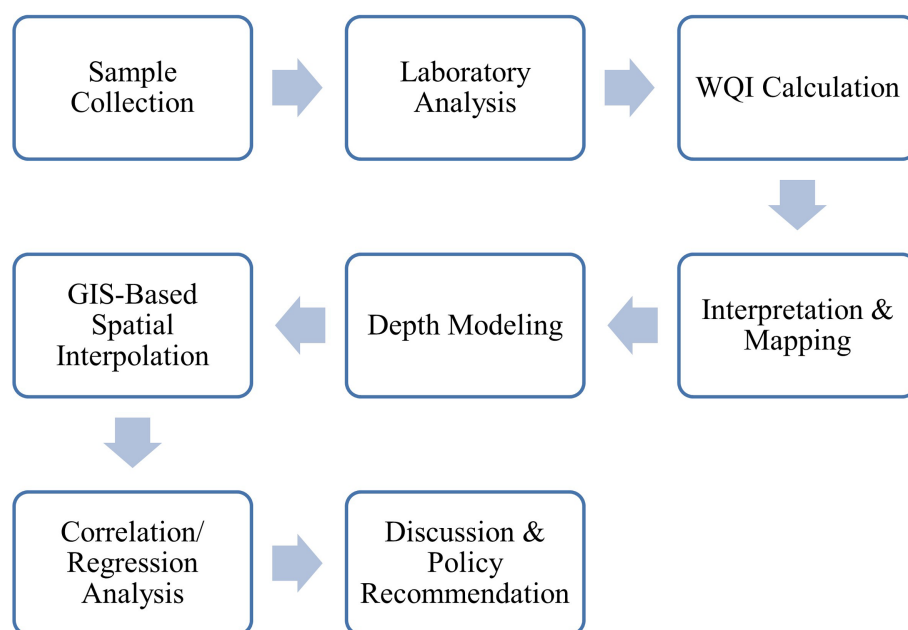 Sample
Collection
Laboratory
Analysis
WQI Calculation
Interpretation &
Mapping
Depth Modeling
GIS-Based
Spatial
Interpolation
Correlation/
Regression
Analysis
Discussion &
Policy
Recommendation